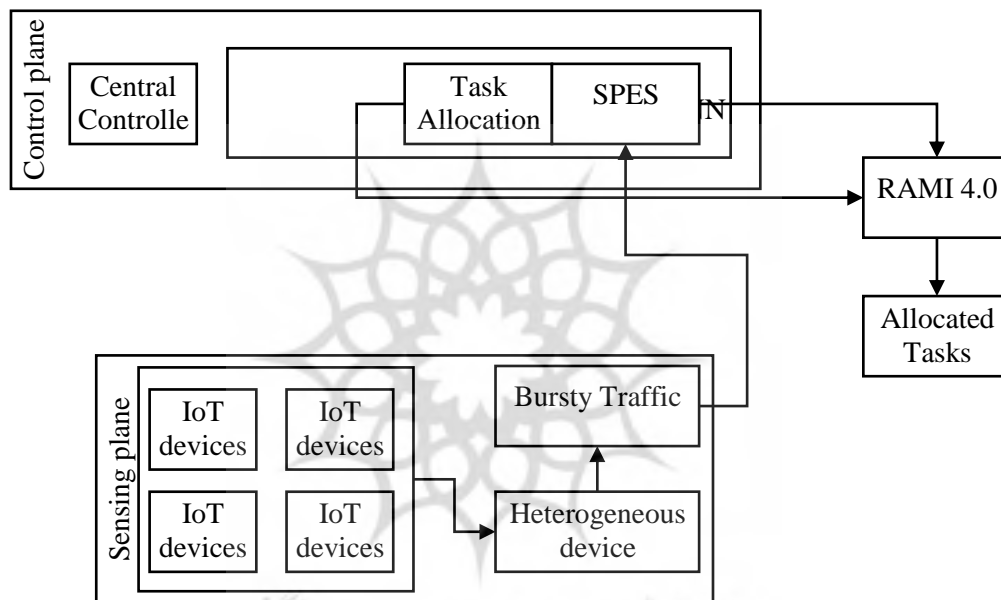 Control plane
Central
Controlle
Task
Allocation
SPES
RAMI 4.0
Allocated
Tasks
Sensing plane
IoT
devices
IoT
devices
IoT
devices
IoT
devices
Bursty Traffic
Heterogeneous
device